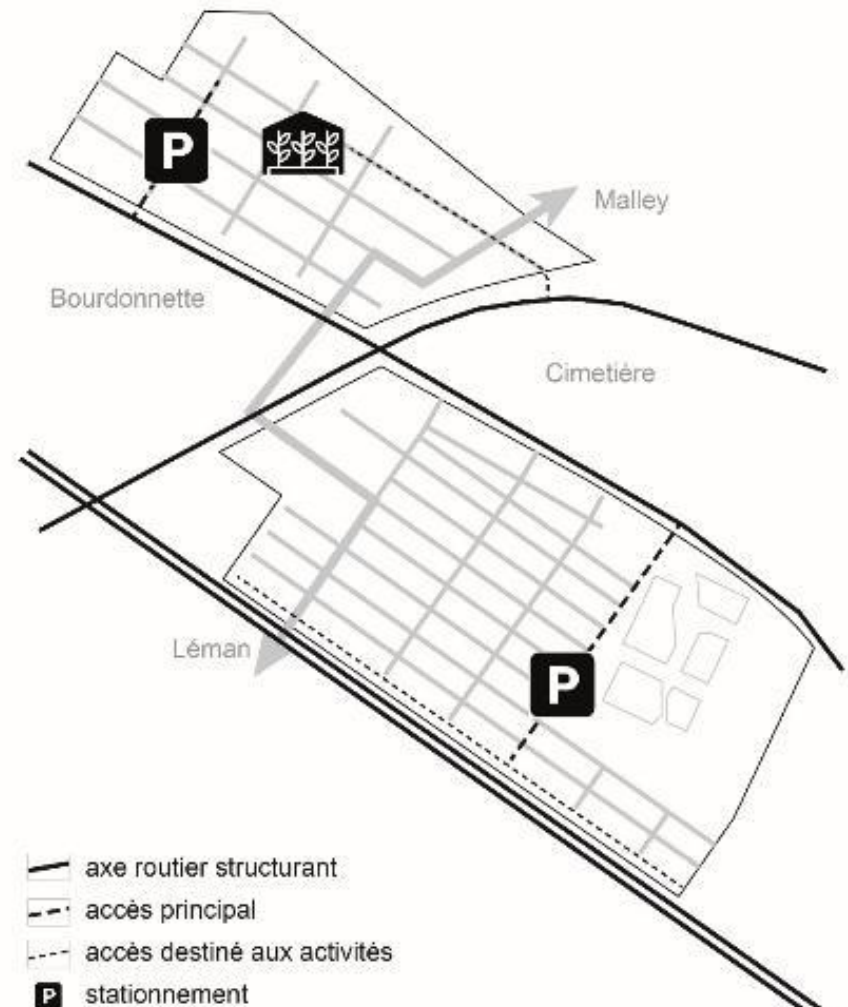 P
Malley
Bourdonnette
Cimetière
Léman
P
axe routier structurant
accès principal
accès destiné aux activités
P stationnement